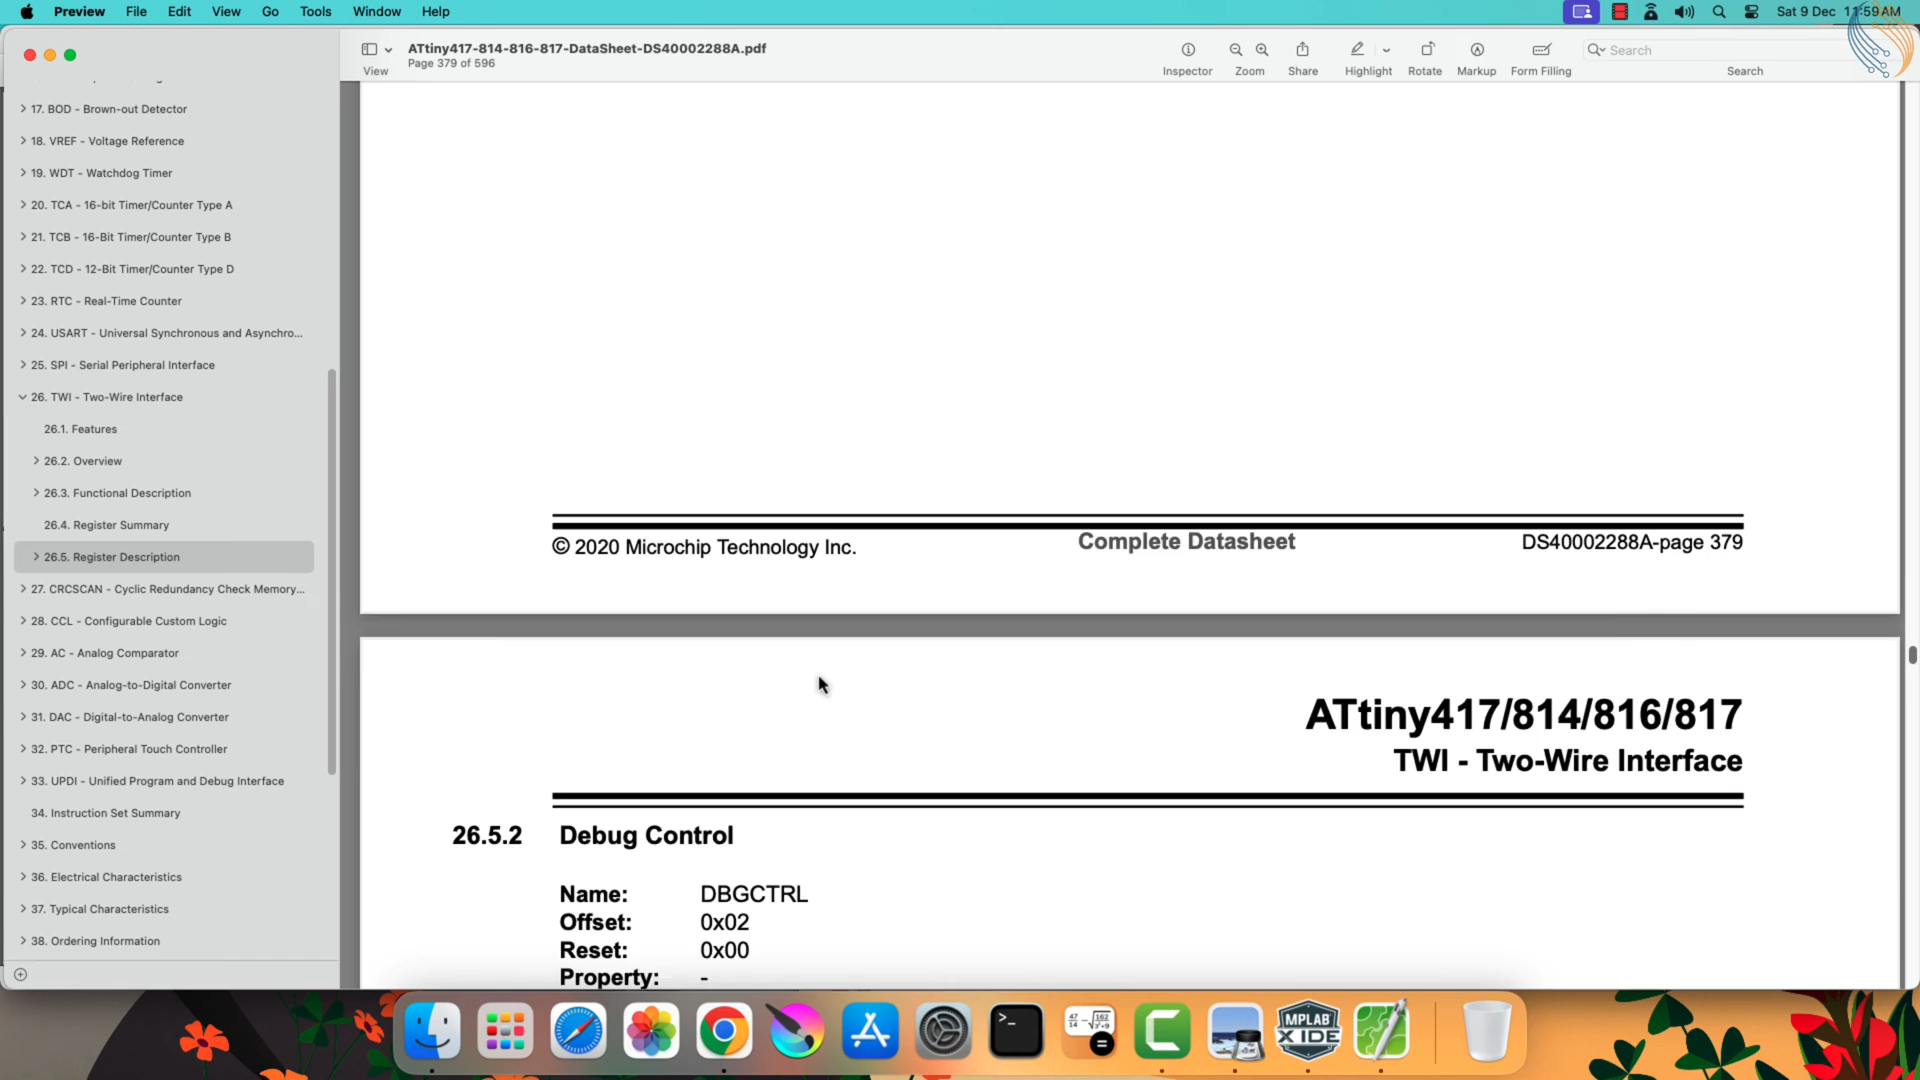 Preview File Edit View Go Tools Window Help Sat 9 Dec 11:59 AM
ATtiny417-814-816-817-DataSheet-DS40002288A.pdf
Page 379 of 596
View Inspector Zoom Share Highlight Rotate Markup Form Filling Search
Search
17. BOD - Brown-out Detector
18. VREF - Voltage Reference
19. WDT - Watchdog Timer
20. TCA - 16-bit Timer/Counter Type A
21. TCB - 16-Bit Timer/Counter Type B
22. TCD - 12-Bit Timer/Counter Type D
23. RTC - Real-Time Counter
24. USART - Universal Synchronous and Asynchro...
25. SPI - Serial Peripheral Interface
26. TWI - Two-Wire Interface
26.1. Features
26.2. Overview
26.3. Functional Description
26.4. Register Summary
26.5. Register Description
27. CRCSCAN - Cyclic Redundancy Check Memory...
28. CCL - Configurable Custom Logic
29. AC - Analog Comparator
30. ADC - Analog-to-Digital Converter
31. DAC - Digital-to-Analog Converter
32. PTC - Peripheral Touch Controller
33. UPDI - Unified Program and Debug Interface
34. Instruction Set Summary
35. Conventions
36. Electrical Characteristics
37. Typical Characteristics
38. Ordering Information
© 2020 Microchip Technology Inc. Complete Datasheet DS40002288A-page 379
ATtiny417/814/816/817
TWI - Two-Wire Interface
26.5.2 Debug Control
Name: DBGCTRL
Offset: 0x02
Reset: 0x00
Property: -
MPLAB
X IDE